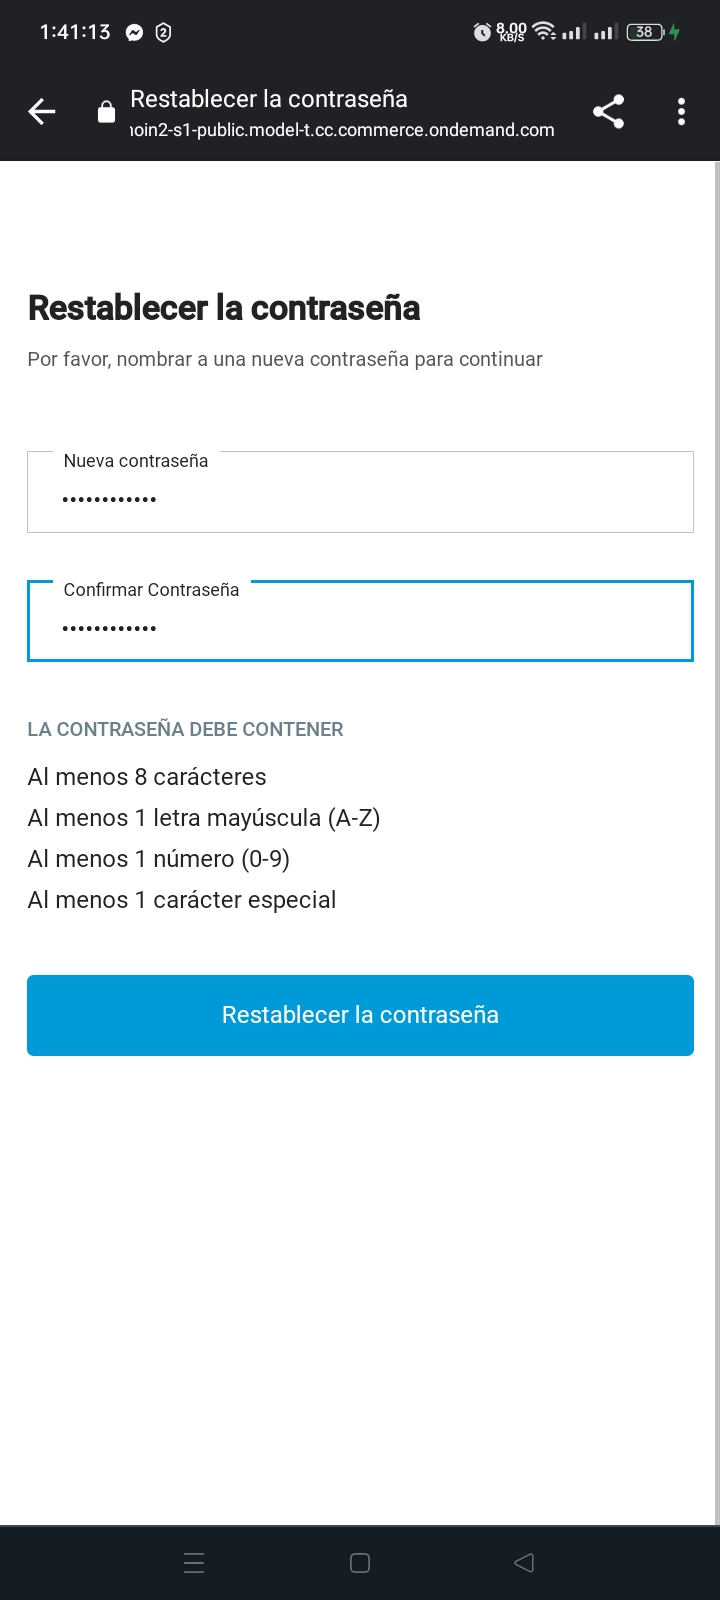 1:41:13 2 8.00 KB/S 38
Restablecer la contraseña
noin2-s1-public.model-t.cc.commerce.ondemand.com
Restablecer la contraseña
Por favor, nombrar a una nueva contraseña para continuar
Nueva contraseña
••••••••••••
Confirmar Contraseña
••••••••••••
LA CONTRASEÑA DEBE CONTENER
Al menos 8 carácteres
Al menos 1 letra mayúscula (A-Z)
Al menos 1 número (0-9)
Al menos 1 carácter especial
Restablecer la contraseña